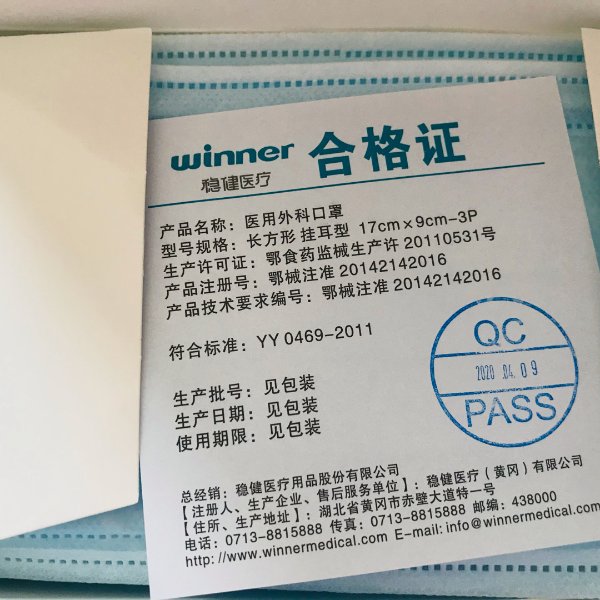 winner 合格证
稳健医疗
产品名称：医用外科口罩
型号规格：长方形 挂耳型 17cm×9cm-3P
生产许可证：鄂食药监械生产许 20110531号
产品注册号：鄂械注准 20142142016
产品技术要求编号：鄂械注准 20142142016
符合标准：YY 0469-2011
生产批号：见包装
生产日期：见包装
使用期限：见包装
QC
2020.04.09
PASS
总经销：稳健医疗用品股份有限公司
【注册人、生产企业、售后服务单位】：稳健医疗（黄冈）有限公司
【住所、生产地址】：湖北省黄冈市赤壁大道特一号
电话：0713-8815888 传真：0713-8815888 邮编：438000
http://www.winnermedical.com E-mail: info@winnermedical.com